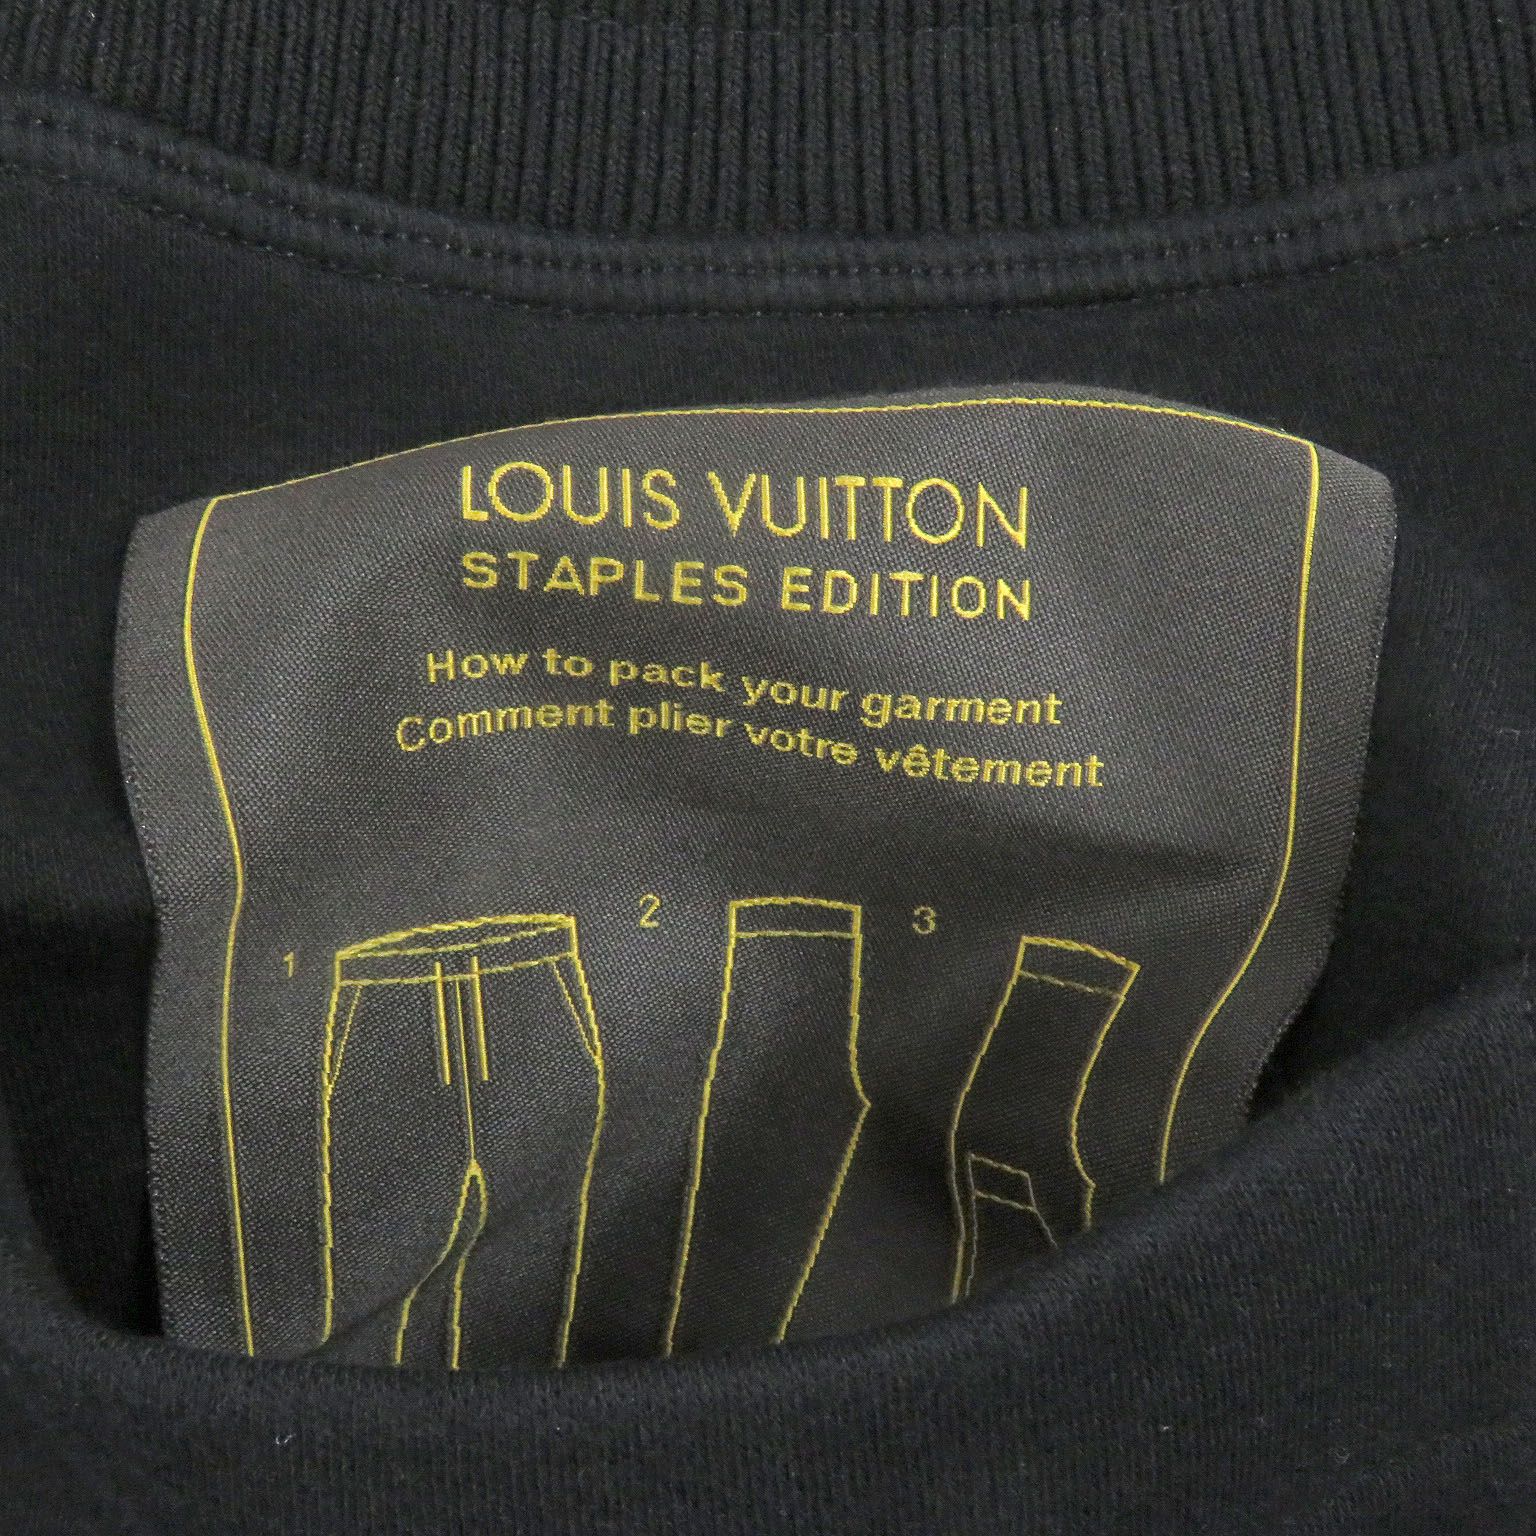 LOUIS VUITTON
STAPLES EDITION
How to pack your garment
Comment plier votre vêtement
1
2
3